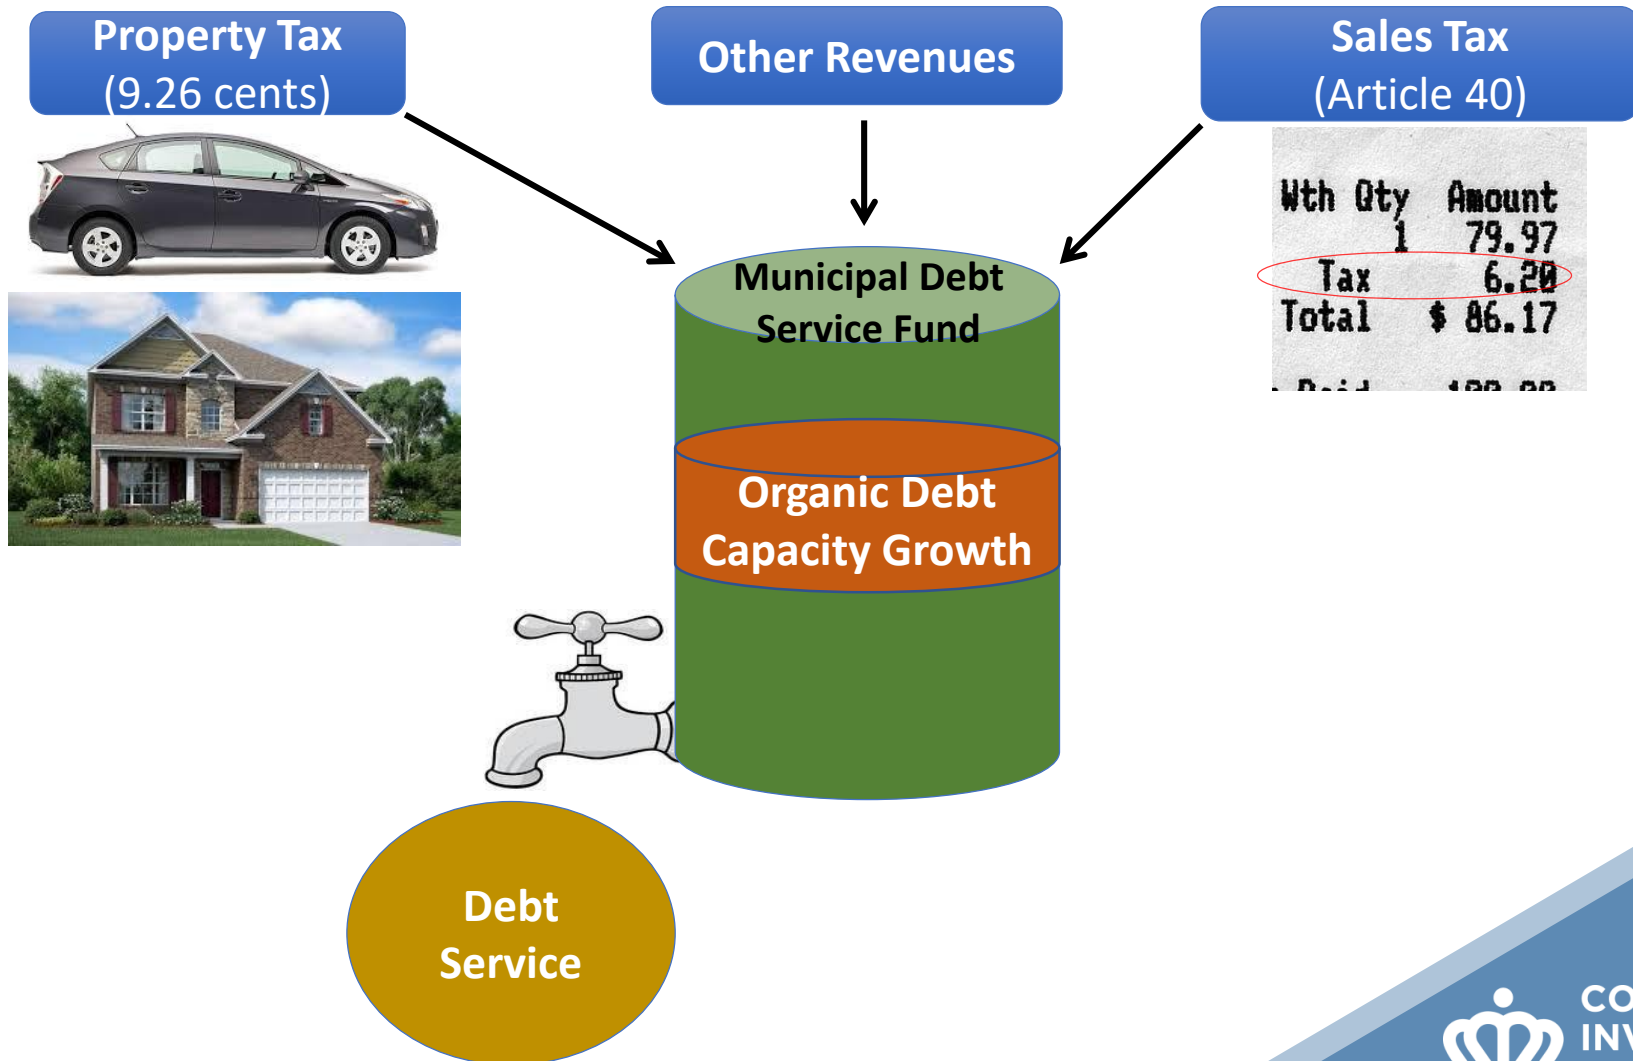 Property Tax
(9.26 cents)
Other Revenues
Sales Tax
(Article 40)
Wth Qty Amount
1 79.97
Tax 6.20
Total $ 86.17
Municipal Debt
Service Fund
Organic Debt
Capacity Growth
Debt
Service